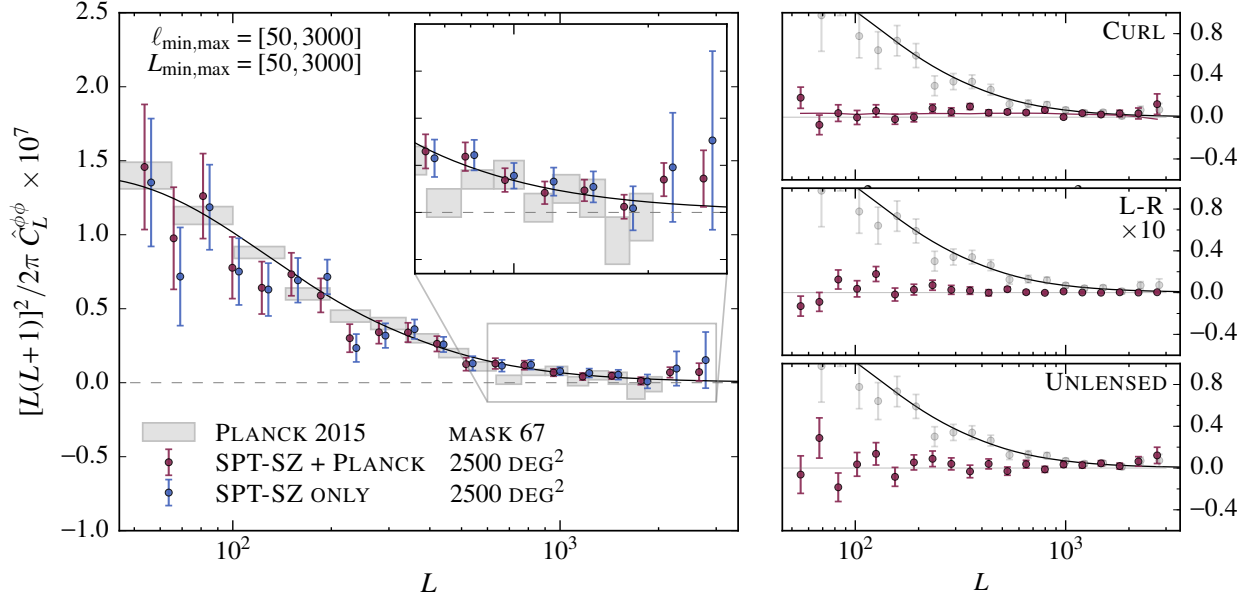 ℓmin,max = [50, 3000]
Lmin,max = [50, 3000]
[L(L+1)]²/2π Ĉ_L^ϕϕ × 10⁷
2.5
2.0
1.5
1.0
0.5
0.0
−0.5
−1.0
PLANCK 2015 MASK 67
SPT-SZ + PLANCK 2500 DEG²
SPT-SZ ONLY 2500 DEG²
10² 10³
L
CURL
0.8
0.4
0.0
−0.4
L-R
×10
0.8
0.4
0.0
−0.4
UNLENSED
0.8
0.4
0.0
−0.4
10² 10³
L